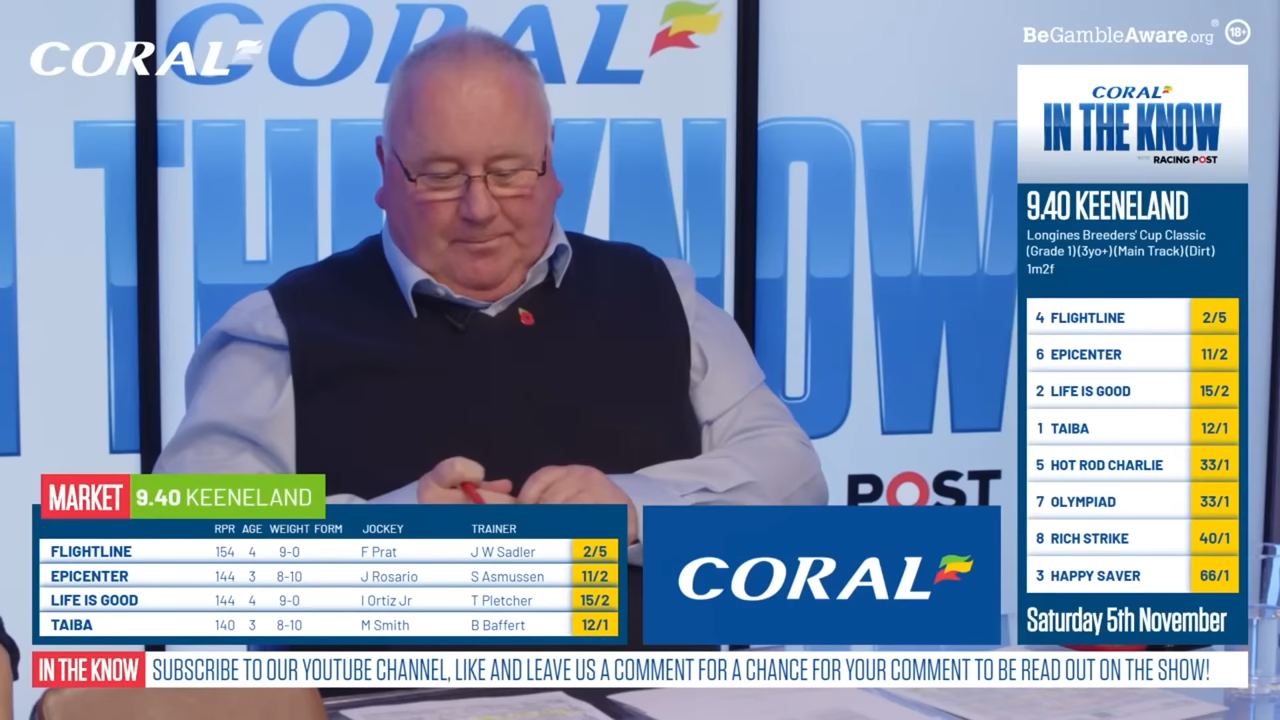 CORAL
CORAL
THE KNOW
POST
BeGambleAware.org® 18+
CORAL
IN THE KNOW
WITH RACING POST
9.40 KEENELAND
Longines Breeders' Cup Classic
(Grade 1)(3yo+)(Main Track)(Dirt)
1m2f
4 FLIGHTLINE 2/5
6 EPICENTER 11/2
2 LIFE IS GOOD 15/2
1 TAIBA 12/1
5 HOT ROD CHARLIE 33/1
7 OLYMPIAD 33/1
8 RICH STRIKE 40/1
3 HAPPY SAVER 66/1
Saturday 5th November
MARKET 9.40 KEENELAND
RPR AGE WEIGHT FORM JOCKEY TRAINER
FLIGHTLINE 154 4 9-0 F Prat J W Sadler 2/5
EPICENTER 144 3 8-10 J Rosario S Asmussen 11/2
LIFE IS GOOD 144 4 9-0 I Ortiz Jr T Pletcher 15/2
TAIBA 140 3 8-10 M Smith B Baffert 12/1
CORAL
IN THE KNOW SUBSCRIBE TO OUR YOUTUBE CHANNEL, LIKE AND LEAVE US A COMMENT FOR A CHANCE FOR YOUR COMMENT TO BE READ OUT ON THE SHOW!